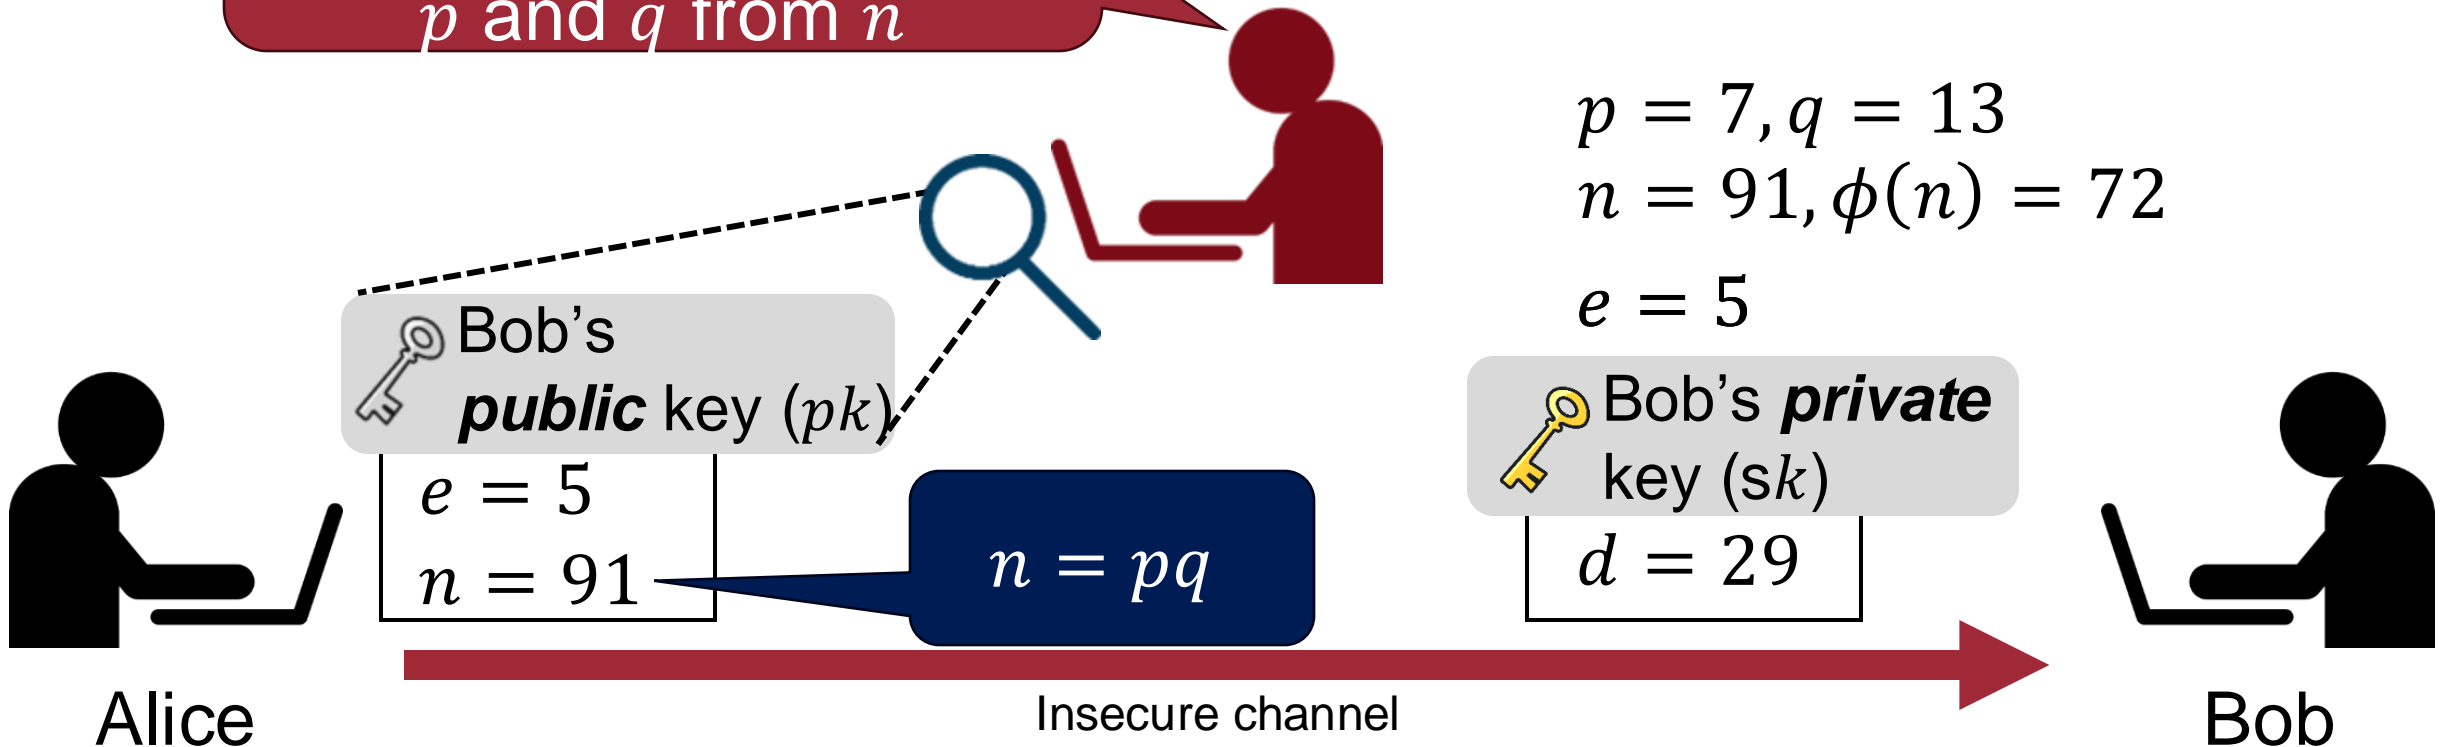 p and q from n
p = 7, q = 13
n = 91, ϕ(n) = 72
e = 5
Bob’s
public key (pk)
e = 5
n = 91
n = pq
Bob’s private
key (sk)
d = 29
Insecure channel
Alice
Bob